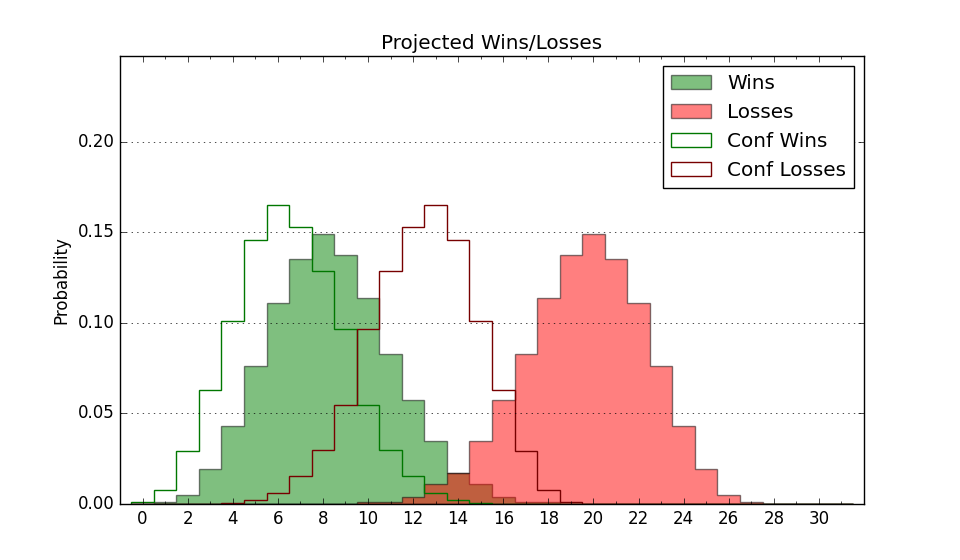 Projected Wins/Losses
Wins
Losses
Conf Wins
Conf Losses
Probability
0.20
0.15
0.10
0.05
0.00
0 2 4 6 8 10 12 14 16 18 20 22 24 26 28 30